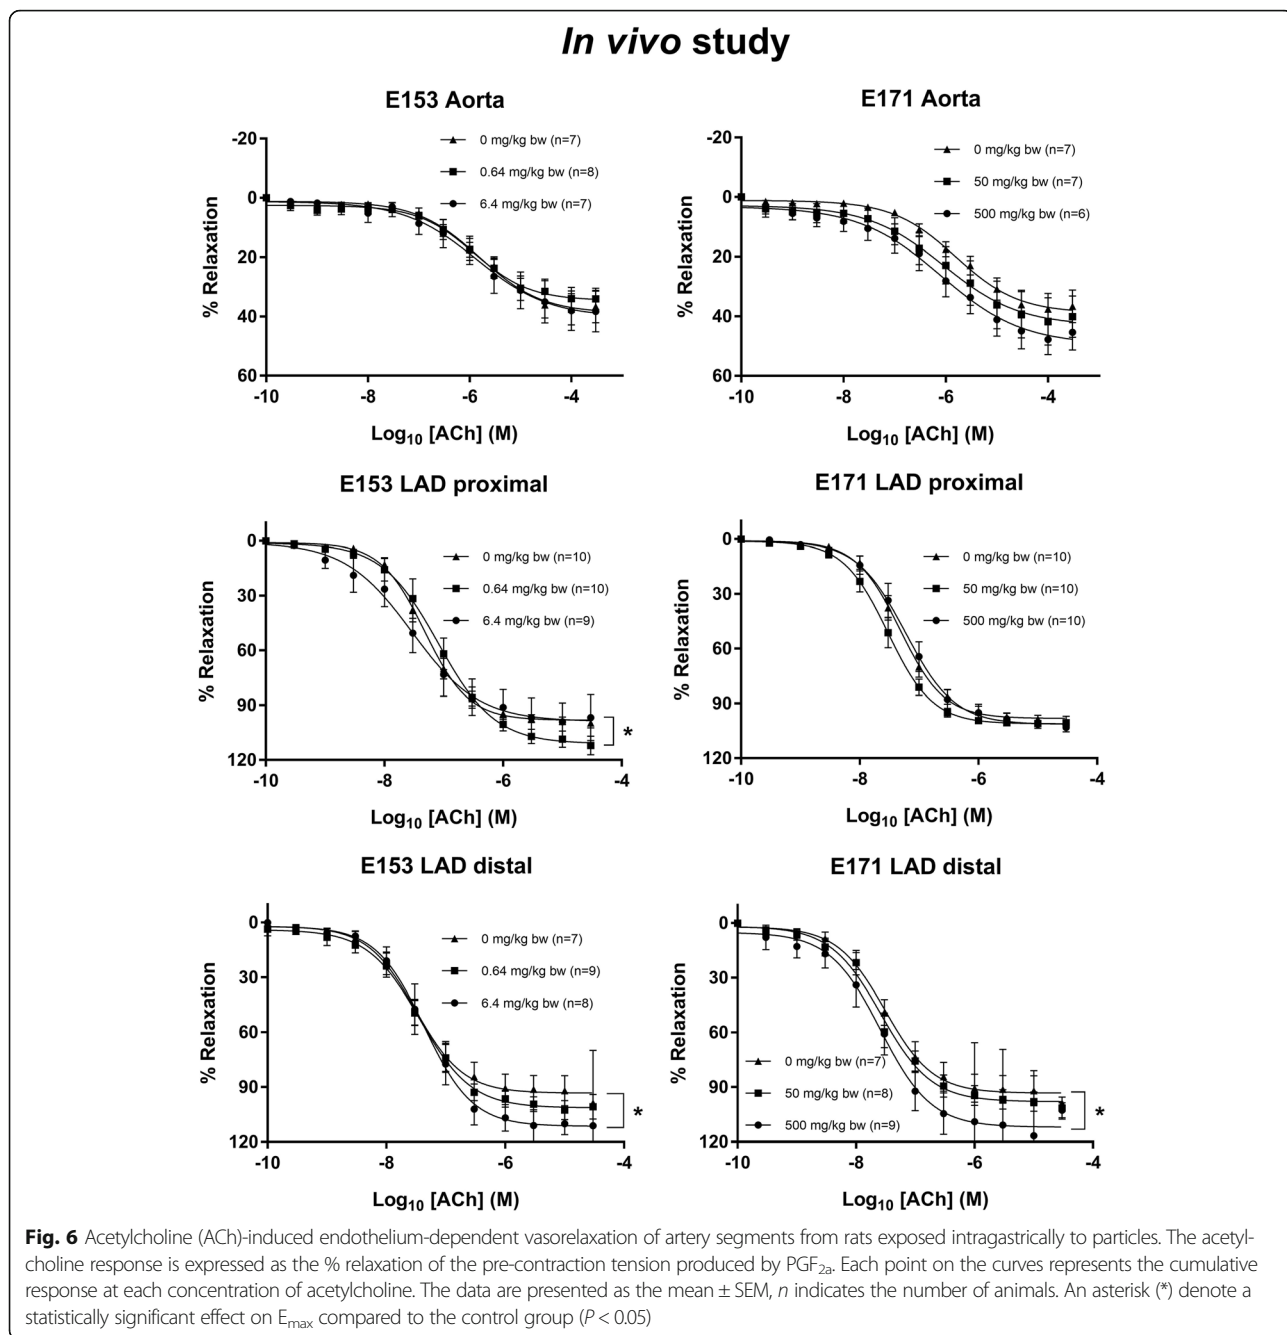 In vivo study
E153 Aorta
0 mg/kg bw (n=7)
0.64 mg/kg bw (n=8)
6.4 mg/kg bw (n=7)
% Relaxation
-20
0
20
40
60
-10
-8
-6
-4
Log10 [ACh] (M)
E171 Aorta
0 mg/kg bw (n=7)
50 mg/kg bw (n=7)
500 mg/kg bw (n=6)
% Relaxation
-20
0
20
40
60
-10
-8
-6
-4
Log10 [ACh] (M)
E153 LAD proximal
0 mg/kg bw (n=10)
0.64 mg/kg bw (n=10)
6.4 mg/kg bw (n=9)
% Relaxation
0
30
60
90
120
*
-10
-8
-6
-4
Log10 [ACh] (M)
E171 LAD proximal
0 mg/kg bw (n=10)
50 mg/kg bw (n=10)
500 mg/kg bw (n=10)
% Relaxation
0
30
60
90
120
-10
-8
-6
-4
Log10 [ACh] (M)
E153 LAD distal
0 mg/kg bw (n=7)
0.64 mg/kg bw (n=9)
6.4 mg/kg bw (n=8)
% Relaxation
0
30
60
90
120
*
-10
-8
-6
-4
Log10 [ACh] (M)
E171 LAD distal
0 mg/kg bw (n=7)
50 mg/kg bw (n=8)
500 mg/kg bw (n=9)
% Relaxation
0
30
60
90
120
*
-10
-8
-6
-4
Log10 [ACh] (M)
Fig. 6 Acetylcholine (ACh)-induced endothelium-dependent vasorelaxation of artery segments from rats exposed intragastrically to particles. The acetyl-
choline response is expressed as the % relaxation of the pre-contraction tension produced by PGF2a. Each point on the curves represents the cumulative
response at each concentration of acetylcholine. The data are presented as the mean ± SEM, n indicates the number of animals. An asterisk (*) denote a
statistically significant effect on Emax compared to the control group (P < 0.05)